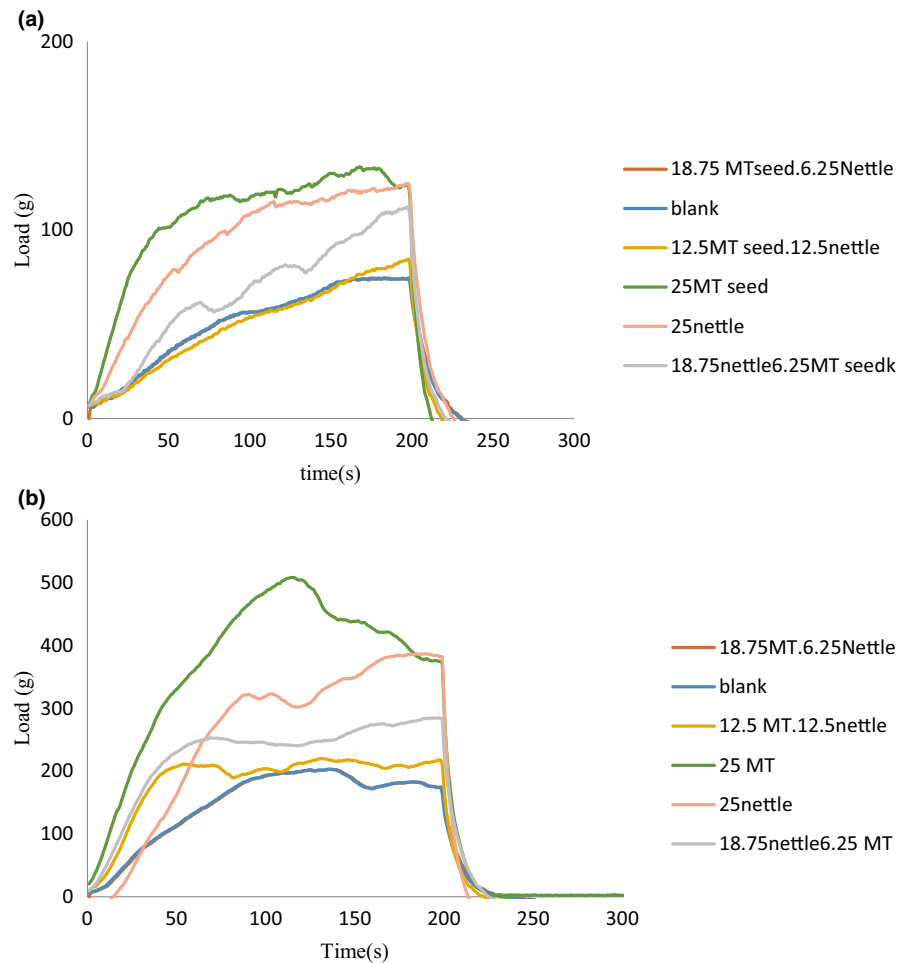 (a)
200
100
0
Load (g)
0 50 100 150 200 250 300
time(s)
18.75 MTseed.6.25Nettle
blank
12.5MT seed.12.5nettle
25MT seed
25nettle
18.75nettle6.25MT seedk
(b)
600
500
400
300
200
100
0
Load (g)
0 50 100 150 200 250 300
Time(s)
18.75MT.6.25Nettle
blank
12.5 MT.12.5nettle
25 MT
25nettle
18.75nettle6.25 MT